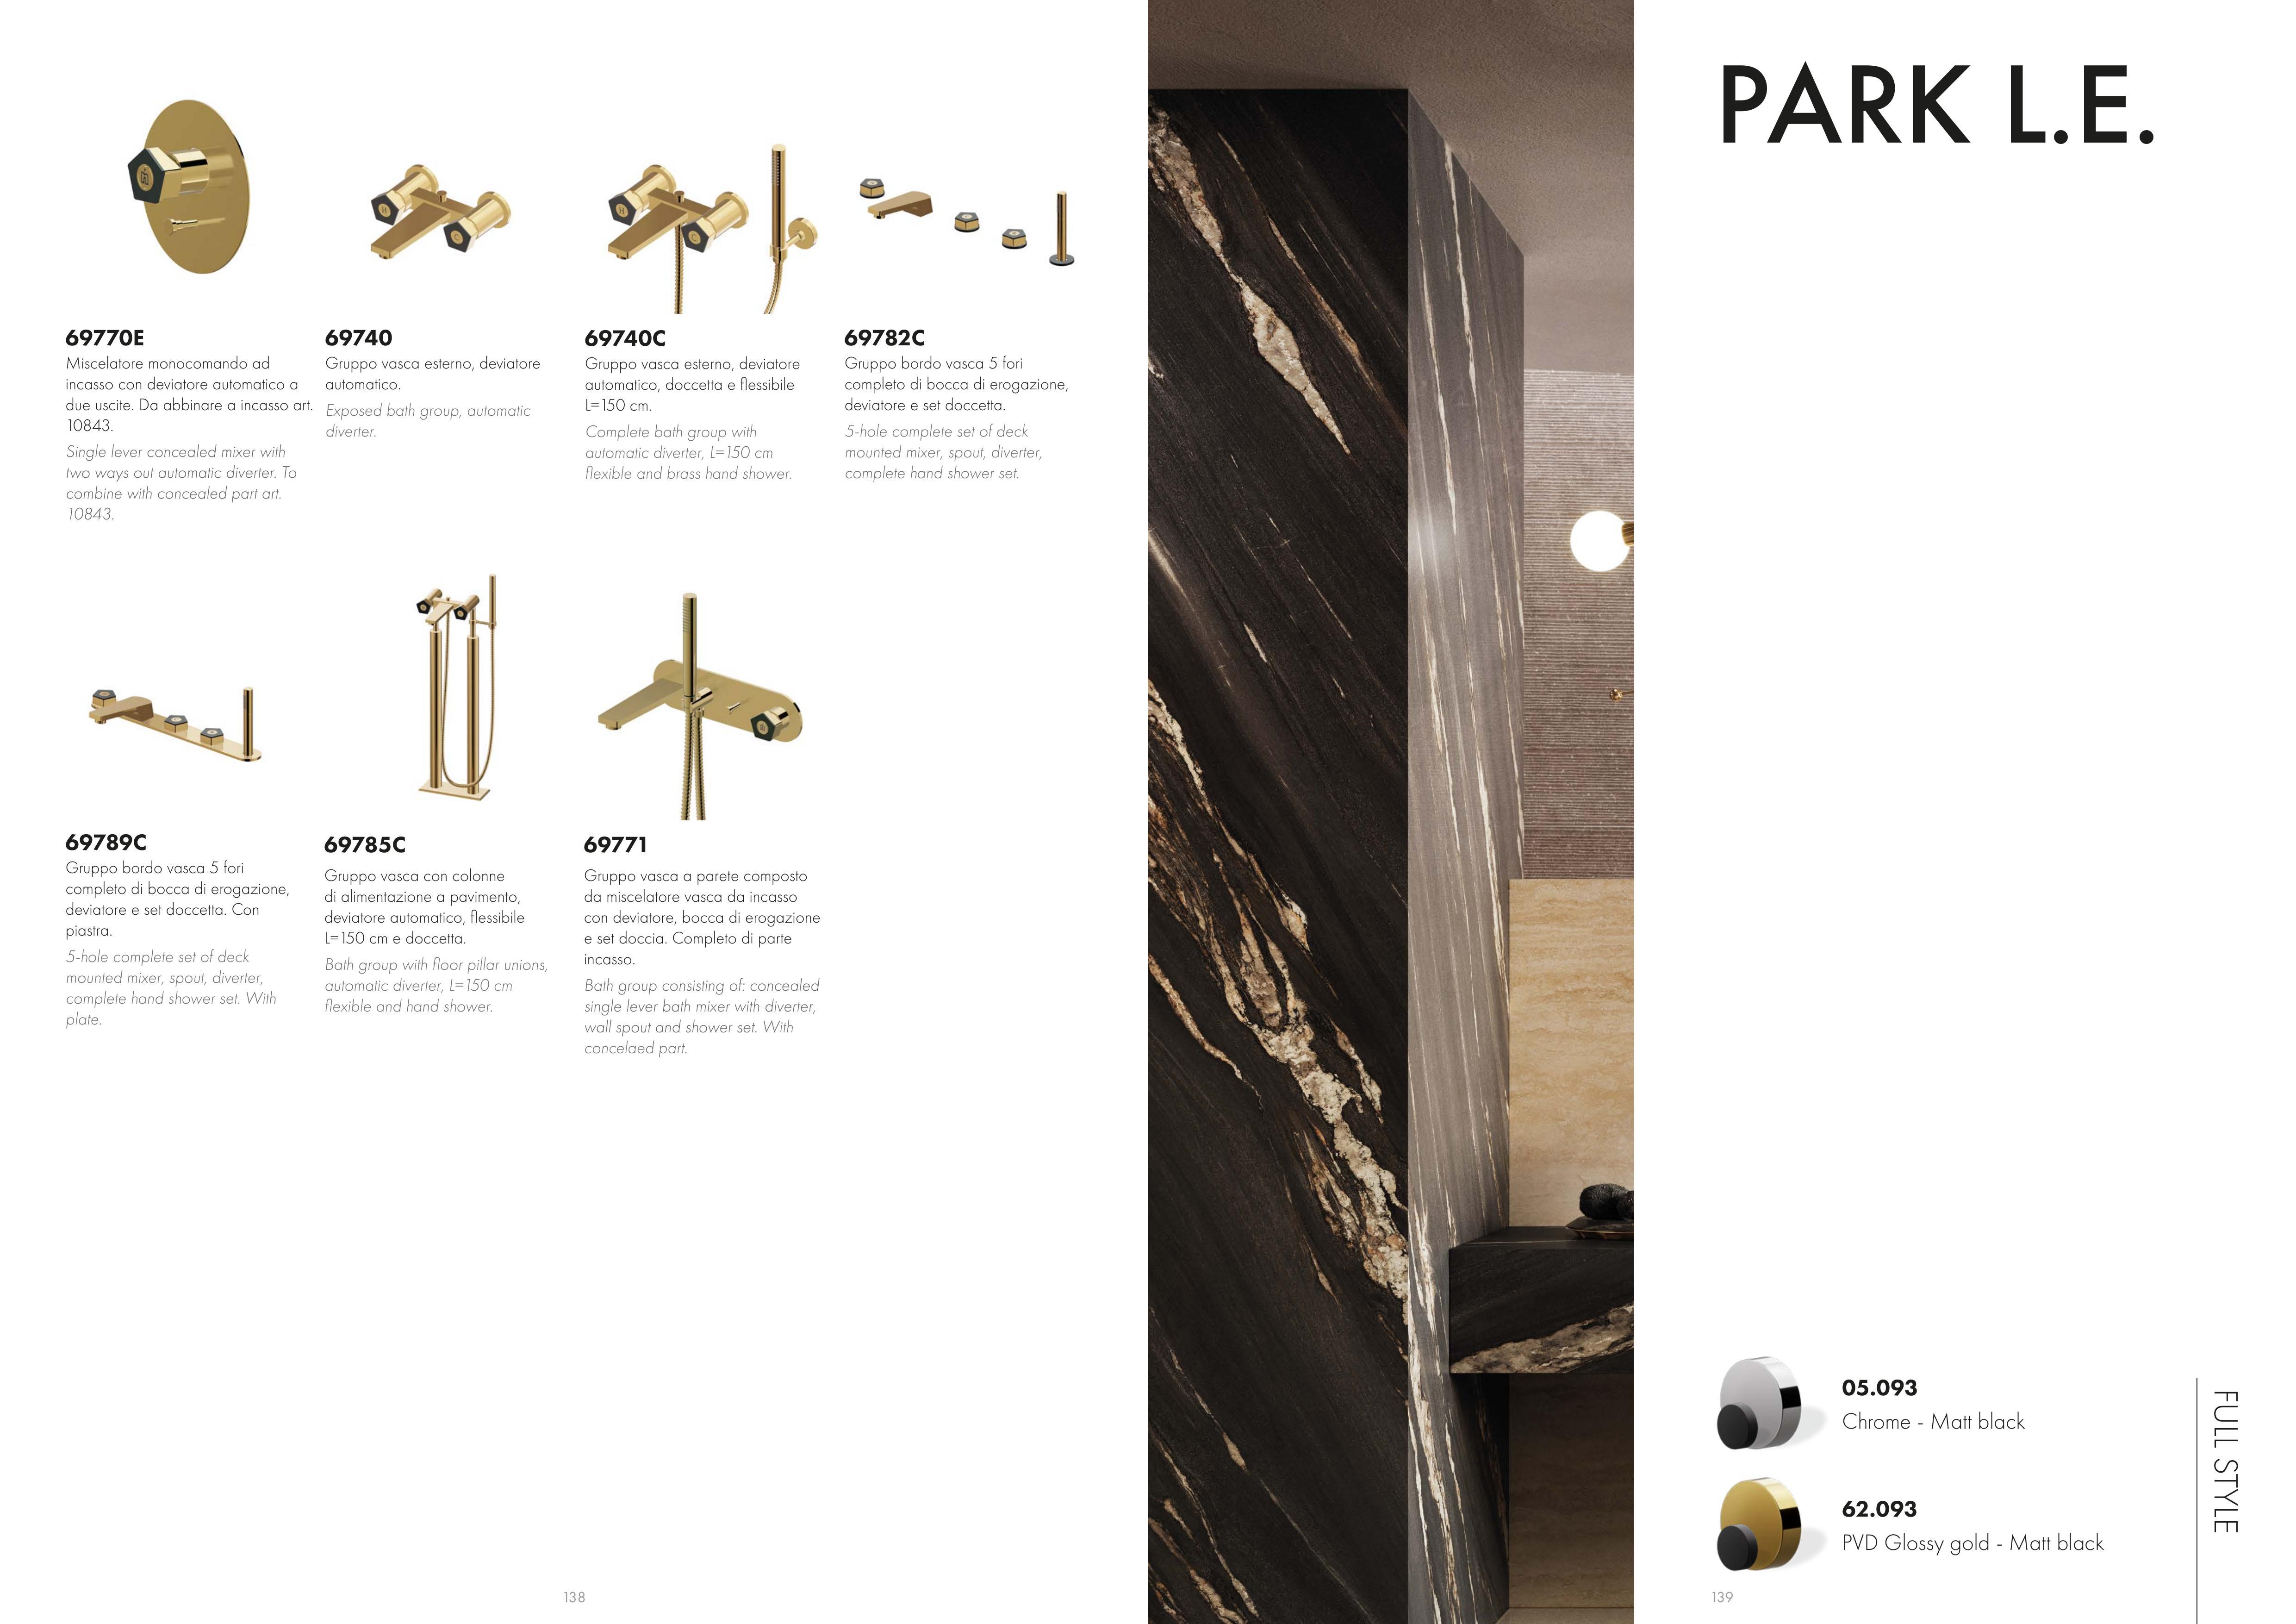 PARK L.E.
69770E
Miscelatore monocomando ad
incasso con deviatore automatico a
due uscite. Da abbinare a incasso art.
10843.
Single lever concealed mixer with
two ways out automatic diverter. To
combine with concealed part art.
10843.
69740
Gruppo vasca esterno, deviatore
automatico.
Exposed bath group, automatic
diverter.
69740C
Gruppo vasca esterno, deviatore
automatico, doccetta e flessibile
L=150 cm.
Complete bath group with
automatic diverter, L=150 cm
flexible and brass hand shower.
69782C
Gruppo bordo vasca 5 fori
completo di bocca di erogazione,
deviatore e set doccetta.
5-hole complete set of deck
mounted mixer, spout, diverter,
complete hand shower set.
69789C
Gruppo bordo vasca 5 fori
completo di bocca di erogazione,
deviatore e set doccetta. Con
piastra.
5-hole complete set of deck
mounted mixer, spout, diverter,
complete hand shower set. With
plate.
69785C
Gruppo vasca con colonne
di alimentazione a pavimento,
deviatore automatico, flessibile
L=150 cm e doccetta.
Bath group with floor pillar unions,
automatic diverter, L=150 cm
flexible and hand shower.
69771
Gruppo vasca a parete composto
da miscelatore vasca da incasso
con deviatore, bocca di erogazione
e set doccia. Completo di parte
incasso.
Bath group consisting of: concealed
single lever bath mixer with diverter,
wall spout and shower set. With
concelaed part.
05.093
Chrome - Matt black
62.093
PVD Glossy gold - Matt black
FULL STYLE
138
139